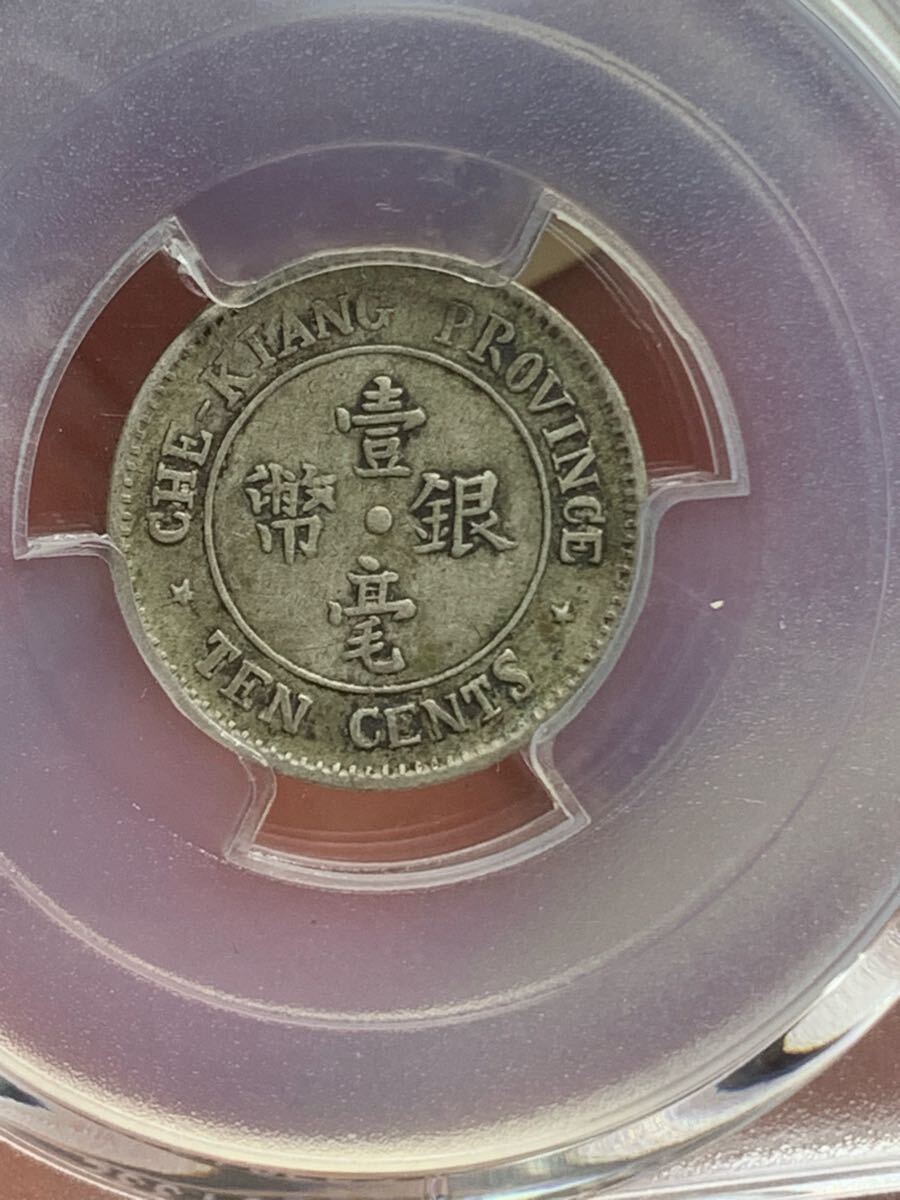 CHE-KIANG PROVINCE
壹
幣 銀
毫
TEN CENTS